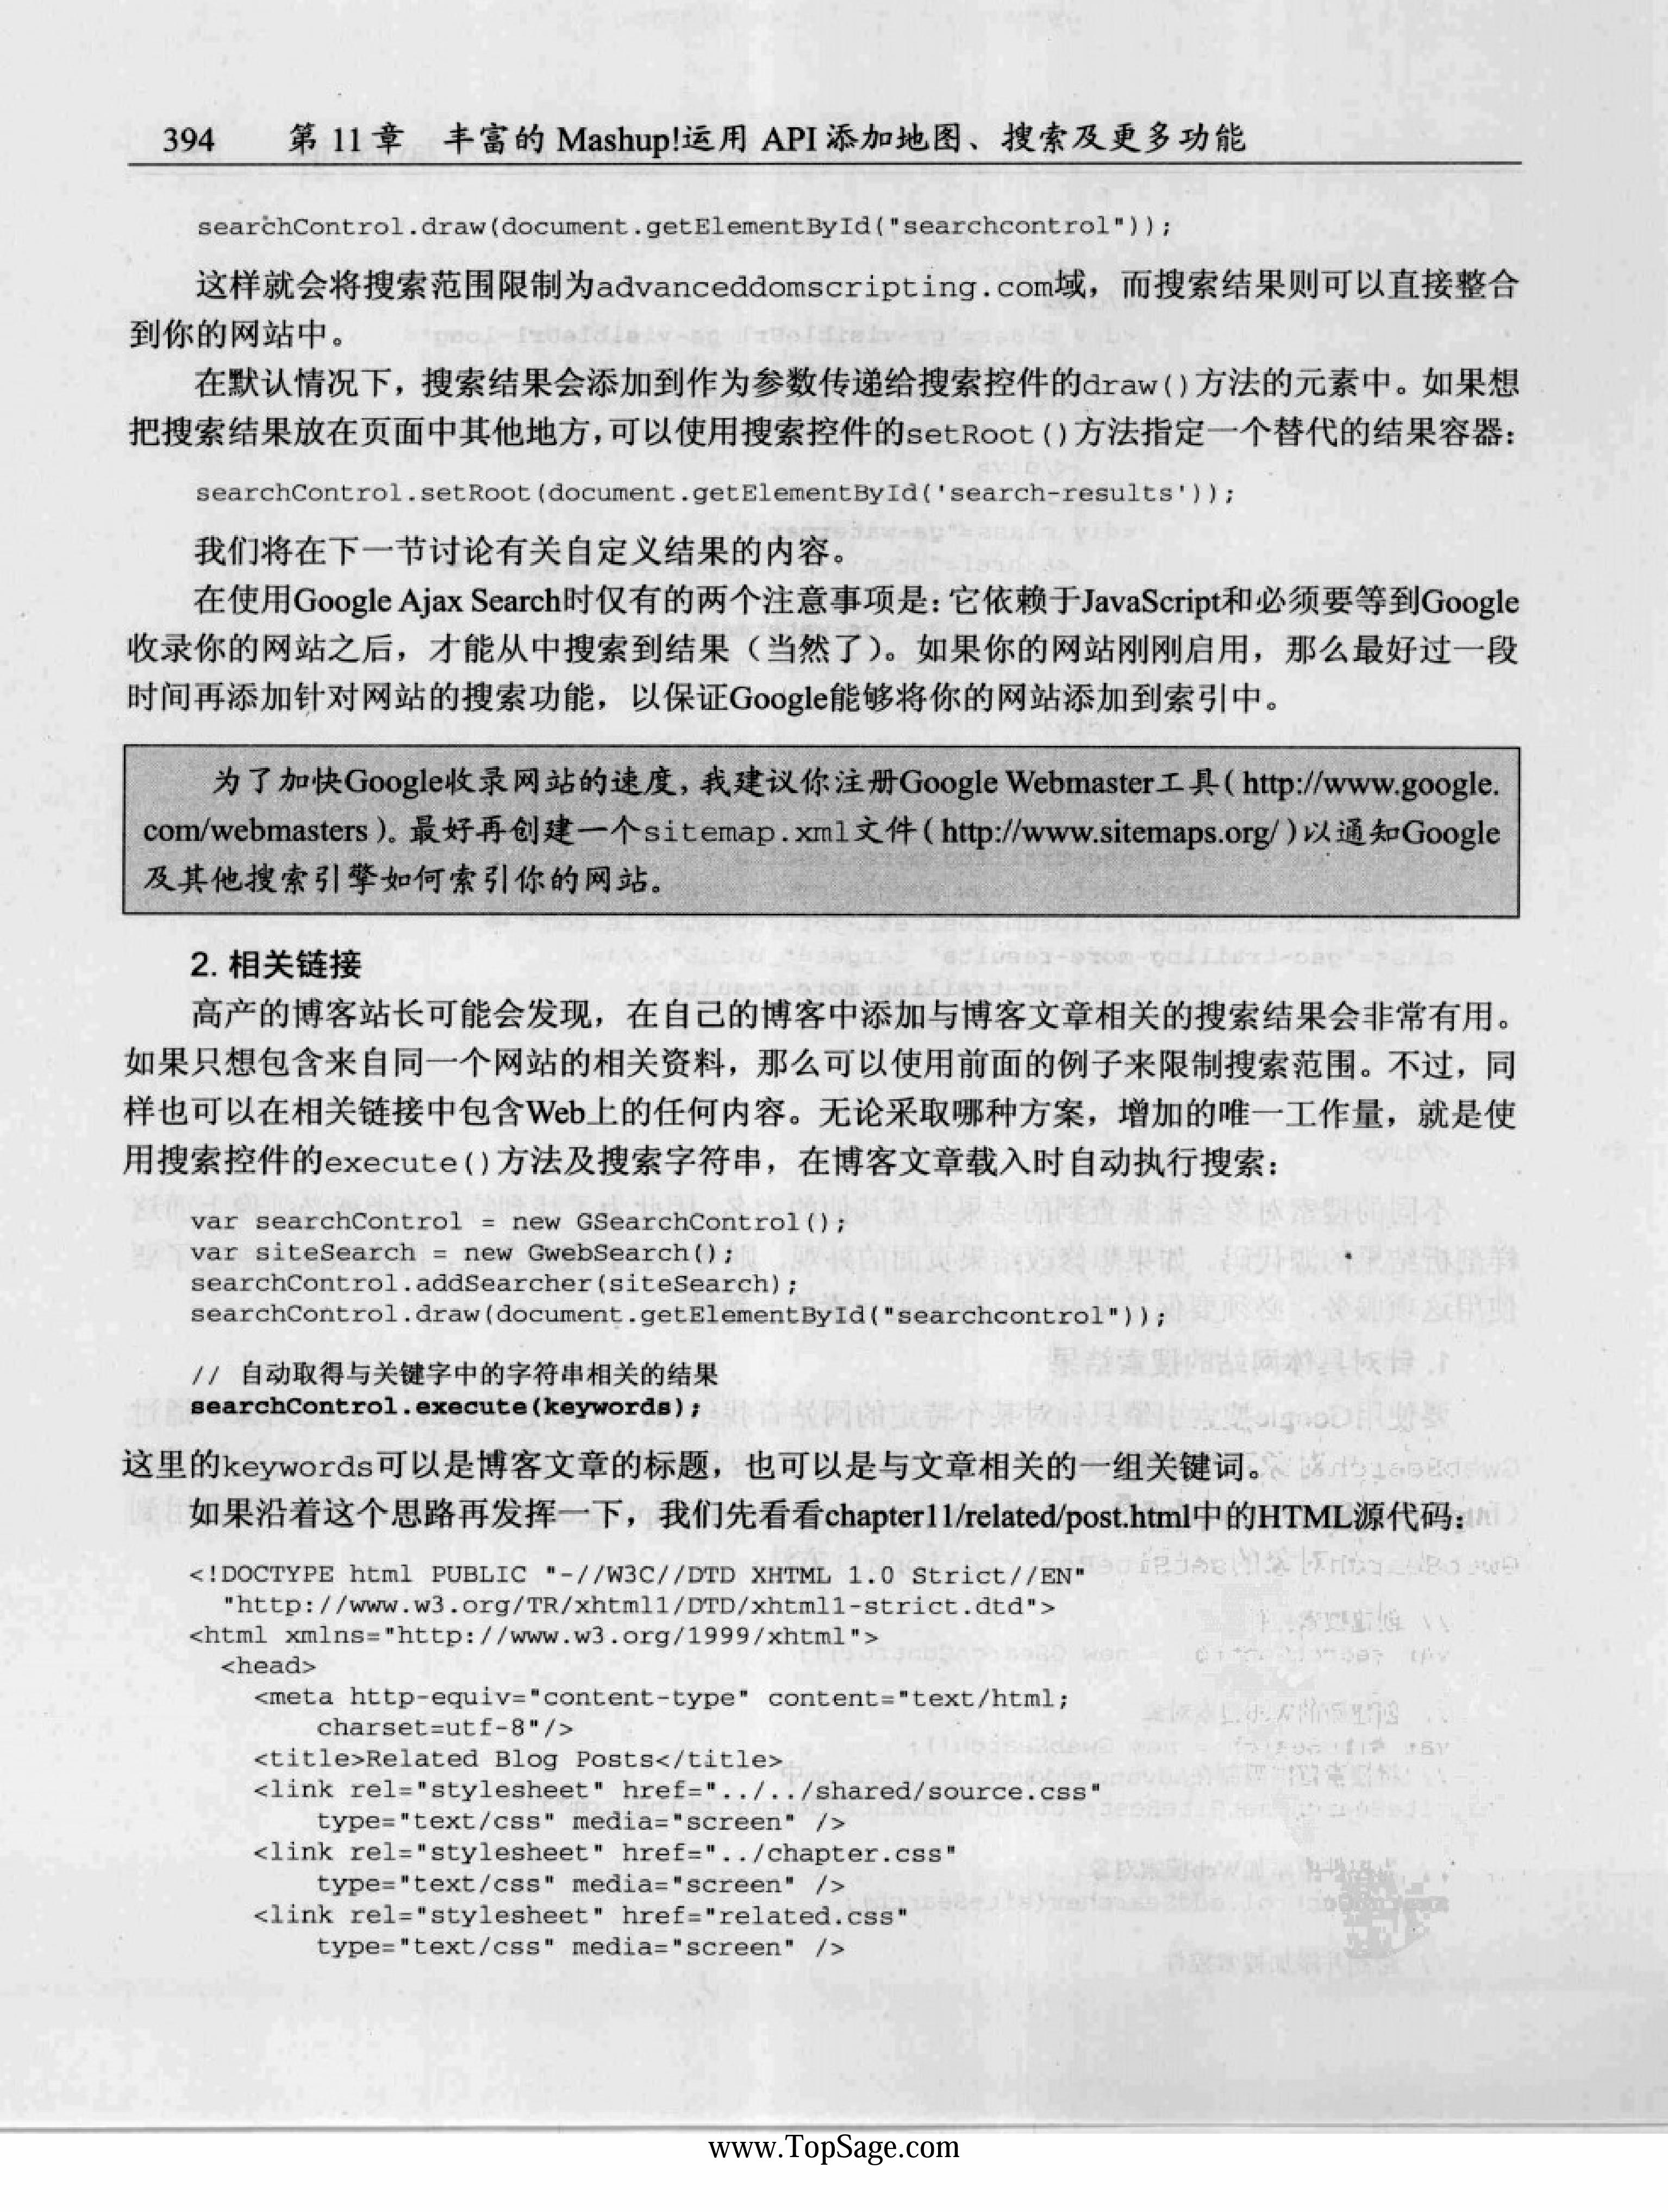 394 第 11 章 丰富的 Mashup!运用 API 添加地图、搜索及更多功能
searchControl.draw(document.getElementById("searchcontrol"));
这样就会将搜索范围限制为advanceddomscripting.com域，而搜索结果则可以直接整合
到你的网站中。
在默认情况下，搜索结果会添加到作为参数传递给搜索控件的draw()方法的元素中。如果想
把搜索结果放在页面中其他地方，可以使用搜索控件的setRoot()方法指定一个替代的结果容器：
searchControl.setRoot(document.getElementById('search-results'));
我们将在下一节讨论有关自定义结果的内容。
在使用Google Ajax Search时仅有的两个注意事项是：它依赖于JavaScript和必须要等到Google
收录你的网站之后，才能从中搜索到结果（当然了）。如果你的网站刚刚启用，那么最好过一段
时间再添加针对网站的搜索功能，以保证Google能够将你的网站添加到索引中。
为了加快Google收录网站的速度，我建议你注册Google Webmaster工具（http://www.google.
com/webmasters）。最好再创建一个sitemap.xml文件（http://www.sitemaps.org/）以通知Google
及其他搜索引擎如何索引你的网站。
2. 相关链接
高产的博客站长可能会发现，在自己的博客中添加与博客文章相关的搜索结果会非常有用。
如果只想包含来自同一个网站的相关资料，那么可以使用前面的例子来限制搜索范围。不过，同
样也可以在相关链接中包含Web上的任何内容。无论采取哪种方案，增加的唯一工作量，就是使
用搜索控件的execute()方法及搜索字符串，在博客文章载入时自动执行搜索：
var searchControl = new GSearchControl();
var siteSearch = new GwebSearch();
searchControl.addSearcher(siteSearch);
searchControl.draw(document.getElementById("searchcontrol"));
// 自动取得与关键字中的字符串相关的结果
searchControl.execute(keywords);
这里的keywords可以是博客文章的标题，也可以是与文章相关的一组关键词。
如果沿着这个思路再发挥一下，我们先看看chapter11/related/post.html中的HTML源代码：
<!DOCTYPE html PUBLIC "-//W3C//DTD XHTML 1.0 Strict//EN"
"http://www.w3.org/TR/xhtml1/DTD/xhtml1-strict.dtd">
<html xmlns="http://www.w3.org/1999/xhtml">
<head>
<meta http-equiv="content-type" content="text/html;
charset=utf-8"/>
<title>Related Blog Posts</title>
<link rel="stylesheet" href="../../shared/source.css"
type="text/css" media="screen" />
<link rel="stylesheet" href="../chapter.css"
type="text/css" media="screen" />
<link rel="stylesheet" href="related.css"
type="text/css" media="screen" />
www.TopSage.com